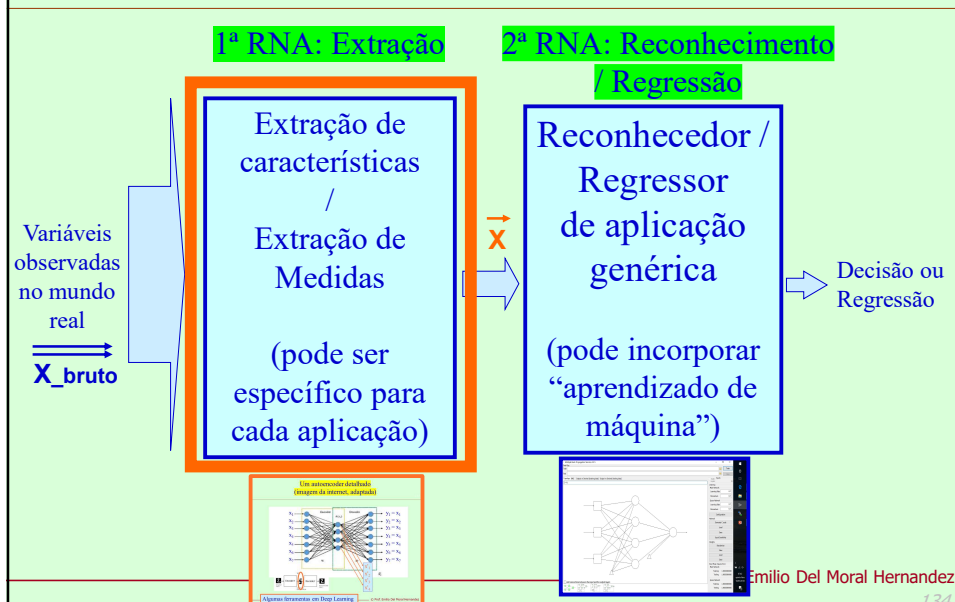 1ª RNA: Extração
2ª RNA: Reconhecimento
/ Regressão
Variáveis
observadas
no mundo
real
X_bruto
Extração de
características
/
Extração de
Medidas
(pode ser
específico para
cada aplicação)
X
Reconhecedor /
Regressor
de aplicação
genérica
(pode incorporar
“aprendizado de
máquina”)
Decisão ou
Regressão
Um autoencoder detalhado
(imagem da internet, adaptada)
Algumas ferramentas em Deep Learning
Emilio Del Moral Hernandez
134